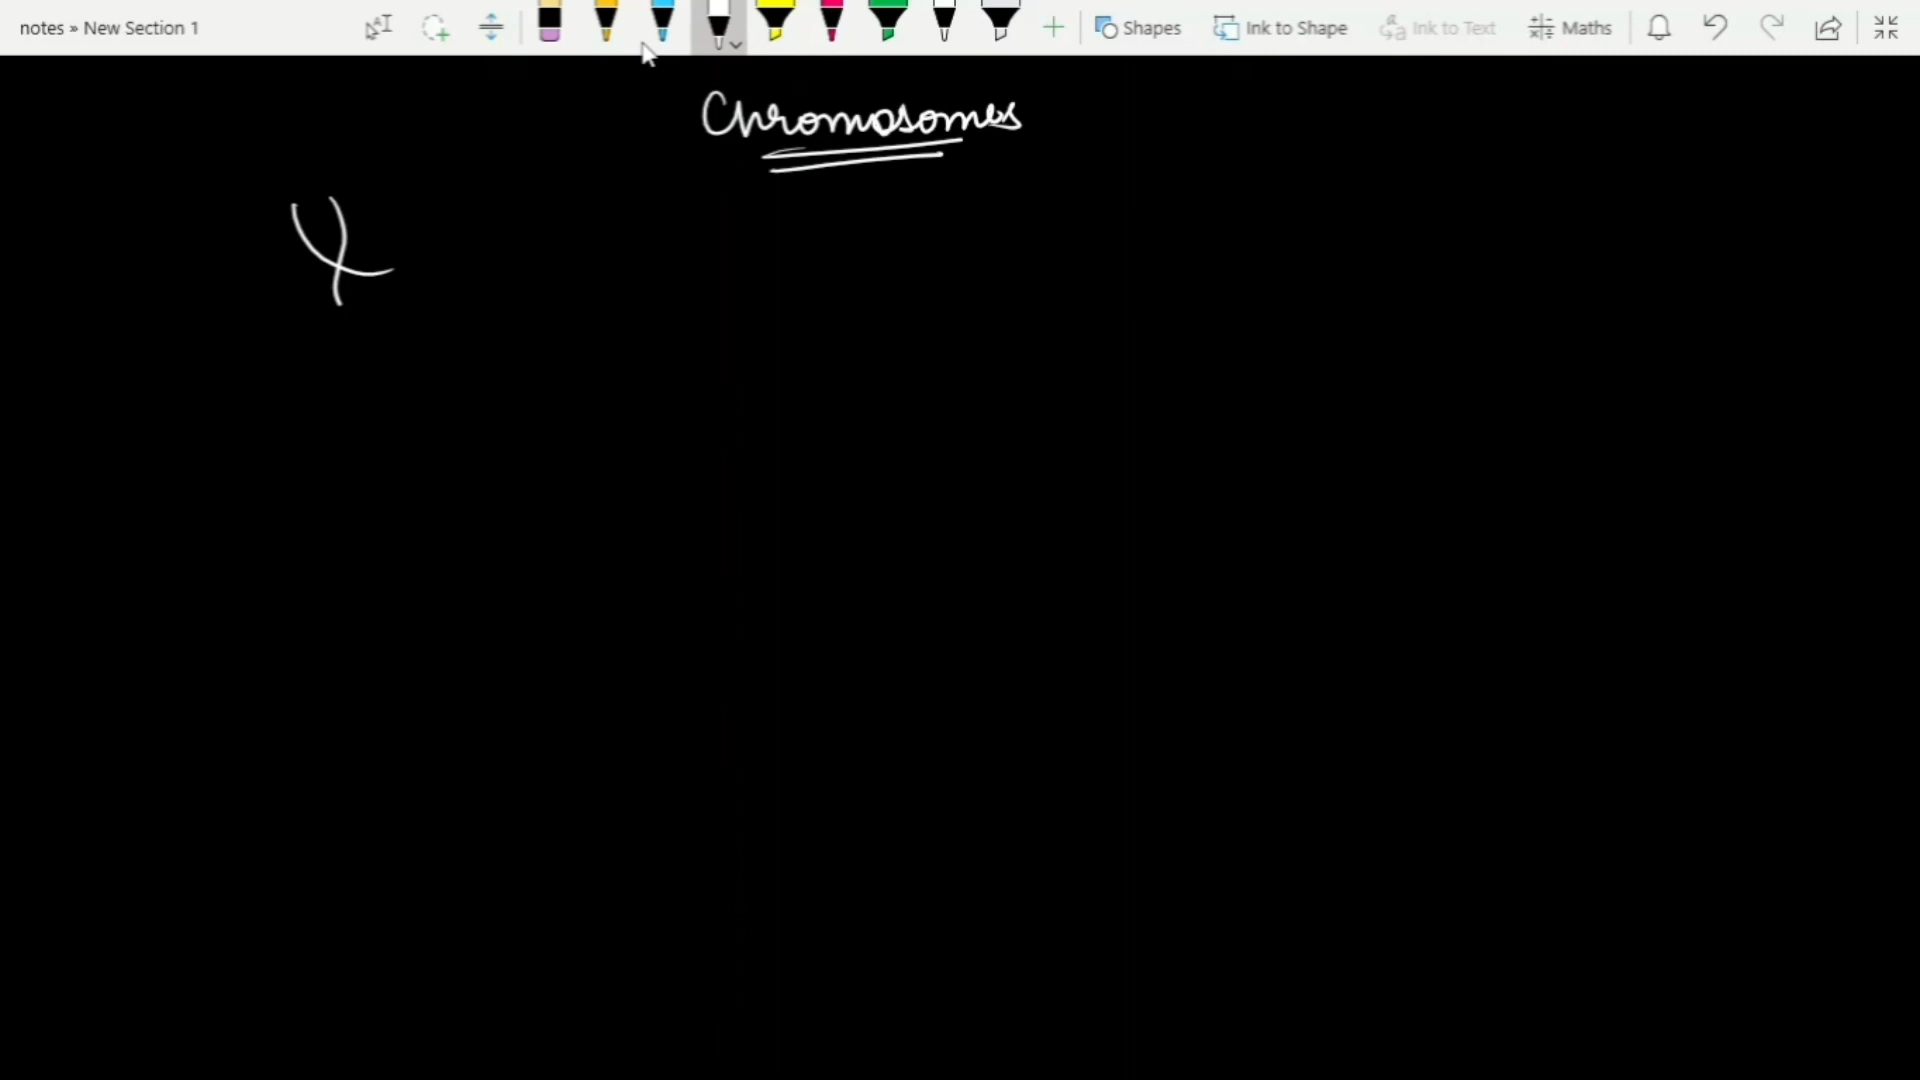 notes » New Section 1
Shapes
Ink to Shape
Ink to Text
Maths
Chromosomes